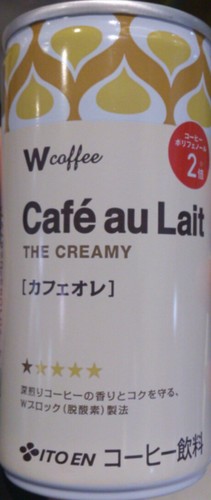 W coffee
コーヒー
ポリフェノール
2倍
Café au Lait
THE CREAMY
[カフェオレ]
深煎りコーヒーの香りとコクを守る、
Wブロック(脱酸素)製法
ITO EN コーヒー飲料